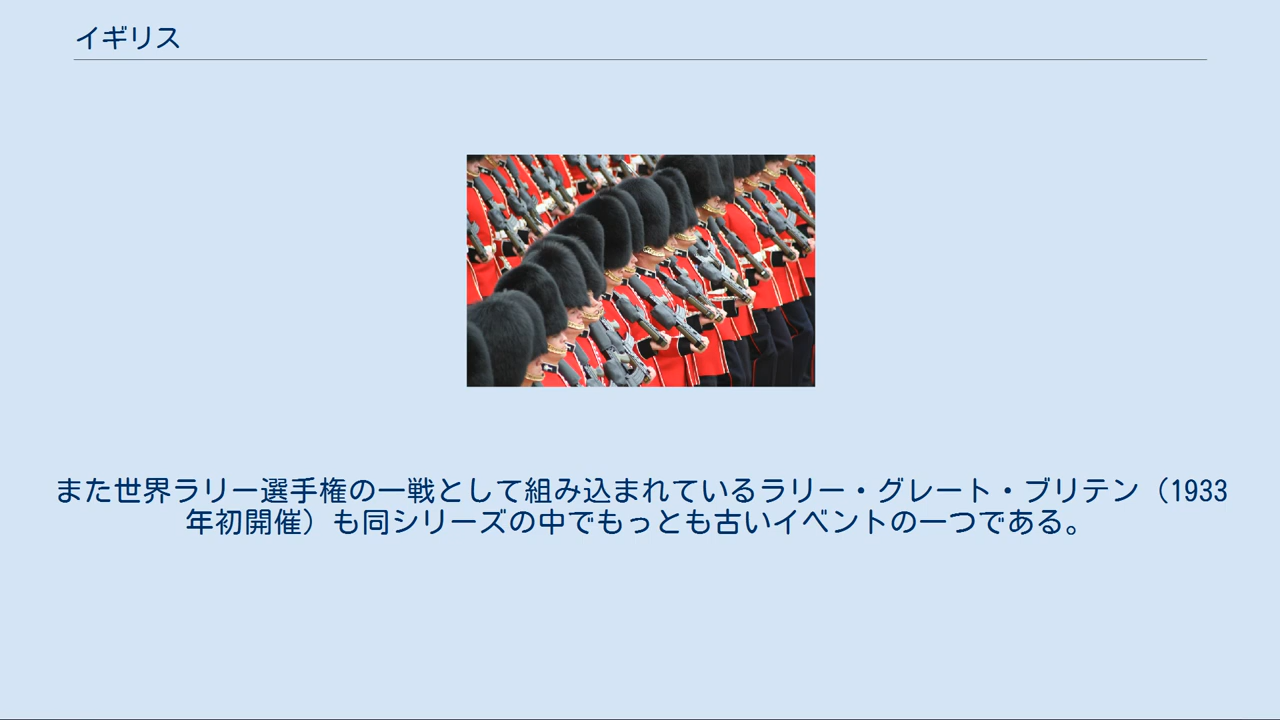 イギリス
また世界ラリー選手権の一戦として組み込まれているラリー・グレート・ブリテン（1933
年初開催）も同シリーズの中でもっとも古いイベントの一つである。